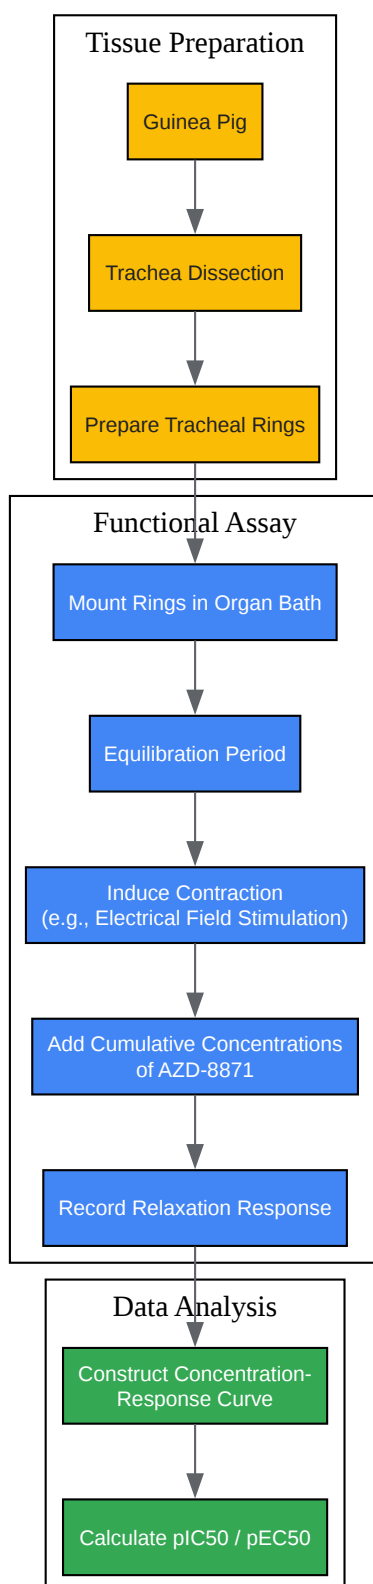 Tissue Preparation
Guinea Pig
Trachea Dissection
Prepare Tracheal Rings
Functional Assay
Mount Rings in Organ Bath
Equilibration Period
Induce Contraction
(e.g., Electrical Field Stimulation)
Add Cumulative Concentrations
of AZD-8871
Record Relaxation Response
Data Analysis
Construct Concentration-
Response Curve
Calculate pIC50 / pEC50